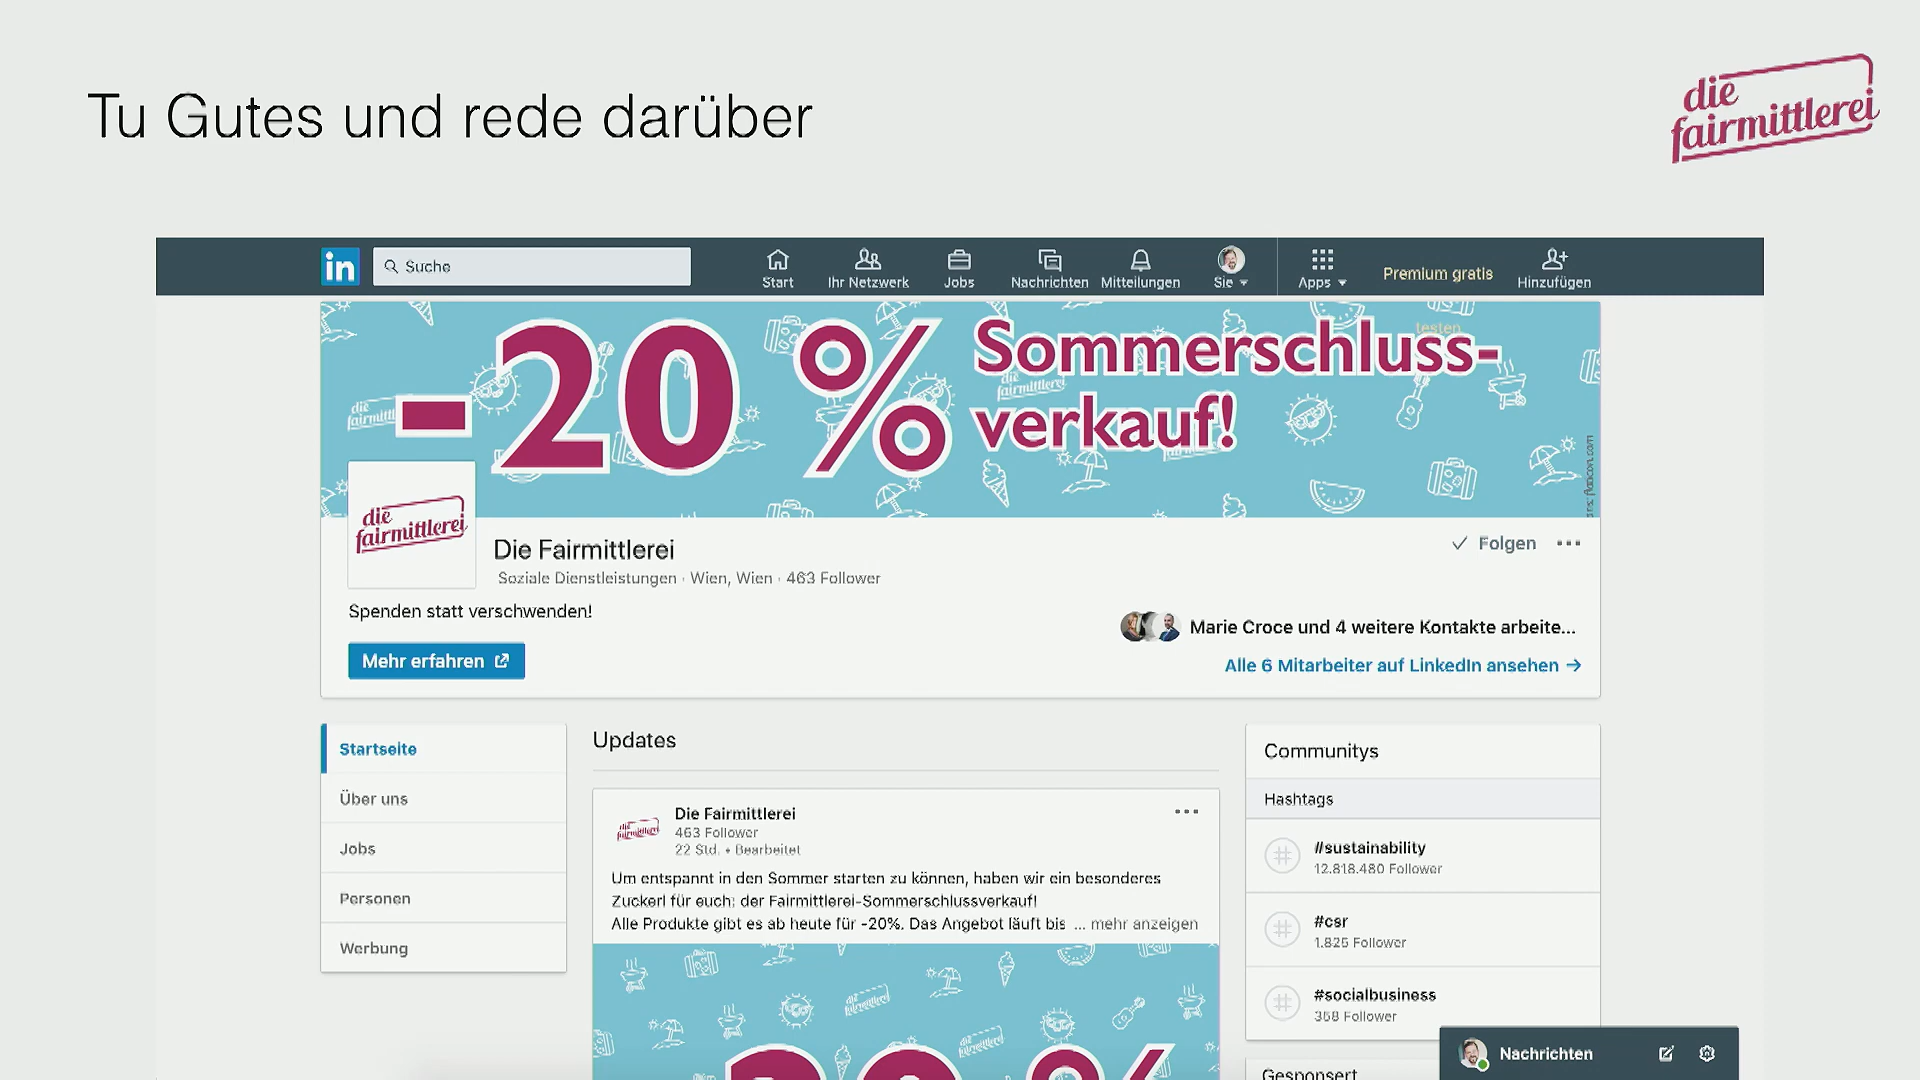 Tu Gutes und rede darüber
die
fairmittlerei
in
Suche
Start
Ihr Netzwerk
Jobs
Nachrichten
Mitteilungen
Sie
Apps
Premium gratis
testen
Hinzufügen
-20 %
Sommerschluss-
verkauf!
die
fairmittlerei
Die Fairmittlerei
Soziale Dienstleistungen · Wien, Wien · 463 Follower
Folgen
Spenden statt verschwenden!
Marie Croce und 4 weitere Kontakte arbeite...
Mehr erfahren
Alle 6 Mitarbeiter auf LinkedIn ansehen
Startseite
Über uns
Jobs
Personen
Werbung
Updates
die
fairmittlerei
Die Fairmittlerei
463 Follower
22 Std. • Bearbeitet
Um entspannt in den Sommer starten zu können, haben wir ein besonderes
Zuckerl für euch: der Fairmittlerei-Sommerschlussverkauf!
Alle Produkte gibt es ab heute für -20%. Das Angebot läuft bis ... mehr anzeigen
Communitys
Hashtags
#sustainability
12.818.480 Follower
#csr
1.825 Follower
#socialbusiness
358 Follower
Gesponsert
Nachrichten